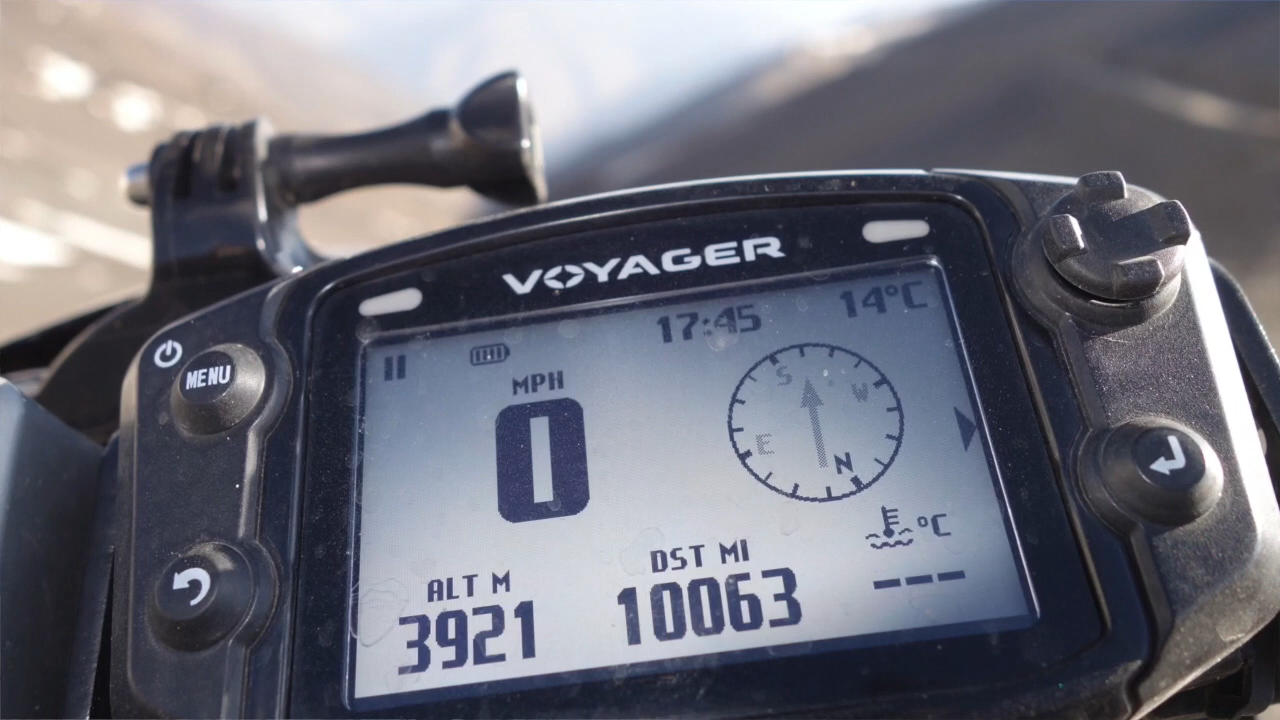 VOYAGER
17:45
14°C
MENU
MPH
0
S
W
E
N
°C
DST MI
10063
---
ALT M
3921